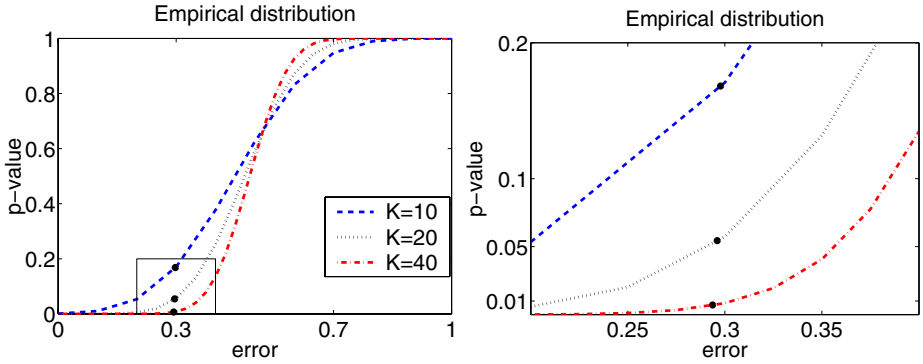 Empirical distribution
p-value
1
0.8
0.6
0.4
0.2
0
0
0.3
0.7
1
error
K=10
K=20
K=40
Empirical distribution
p-value
0.2
0.1
0.05
0.01
0.25
0.3
0.35
error